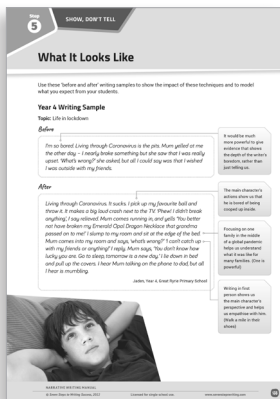 Step
5
SHOW, DON'T TELL
What It Looks Like
Use these 'before and after' writing samples to show the impact of these techniques and to model
what you expect from your students.
Year 4 Writing Sample
Topic: Life in lockdown
Before
I'm so bored. Living through Coronavirus is the pits. Mum yelled at me
the other day – I nearly broke something but she saw that I was really
upset. 'What's wrong?' she asked, but all I could say was that I wished
I was outside with my friends.
It would be much
more powerful to give
evidence that shows
the depth of the writer's
boredom, rather than
just telling us.
After
Living through Coronavirus. It sucks. I pick up my favourite ball and
throw it. It makes a big loud crash next to the TV. 'Phew! I didn't break
anything', I say relieved. Mum comes running in, and yells 'You better
not have broken my Emerald Opal Dragon Necklace that grandma
passed on to me!' I slump to my room and sit at the edge of the bed.
Mum comes into my room and says, 'what's wrong?' 'I can't catch up
with my friends or anything' I reply. Mum says, 'You don't know how
lucky you are. Go to sleep, tomorrow is a new day.' I lie down in bed
and pull up the covers. I hear Mum talking on the phone to dad, but all
I hear is mumbling.
Jaiden, Year 4, Great Ryrie Primary School
The main character's
actions show us that
he is bored of being
cooped up inside.
Focusing on one
family in the middle
of a global pandemic
helps us understand
what it was like for
many families. (One is
powerful)
Writing in first
person shows us
the main character's
perspective and helps
us empathise with him.
(Walk a mile in their
shoes)
NARRATIVE WRITING MANUAL
© Seven Steps to Writing Success, 2022
Licensed for single school use
www.sevenstepswriting.com